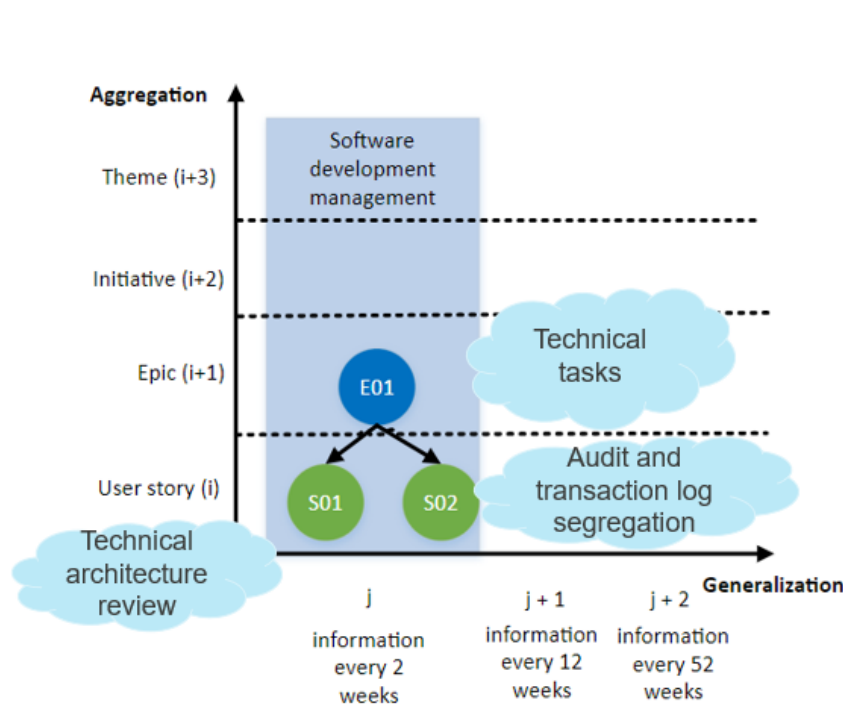 Aggregation
Software
development
management
Theme (i+3)
Initiative (i+2)
Technical
tasks
Epic (i+1)
E01
Audit and
transaction log
segregation
User story (i)
S01
S02
Technical
architecture
review
Generalization
j
information
every 2
weeks
j + 1
information
every 12
weeks
j + 2
information
every 52
weeks